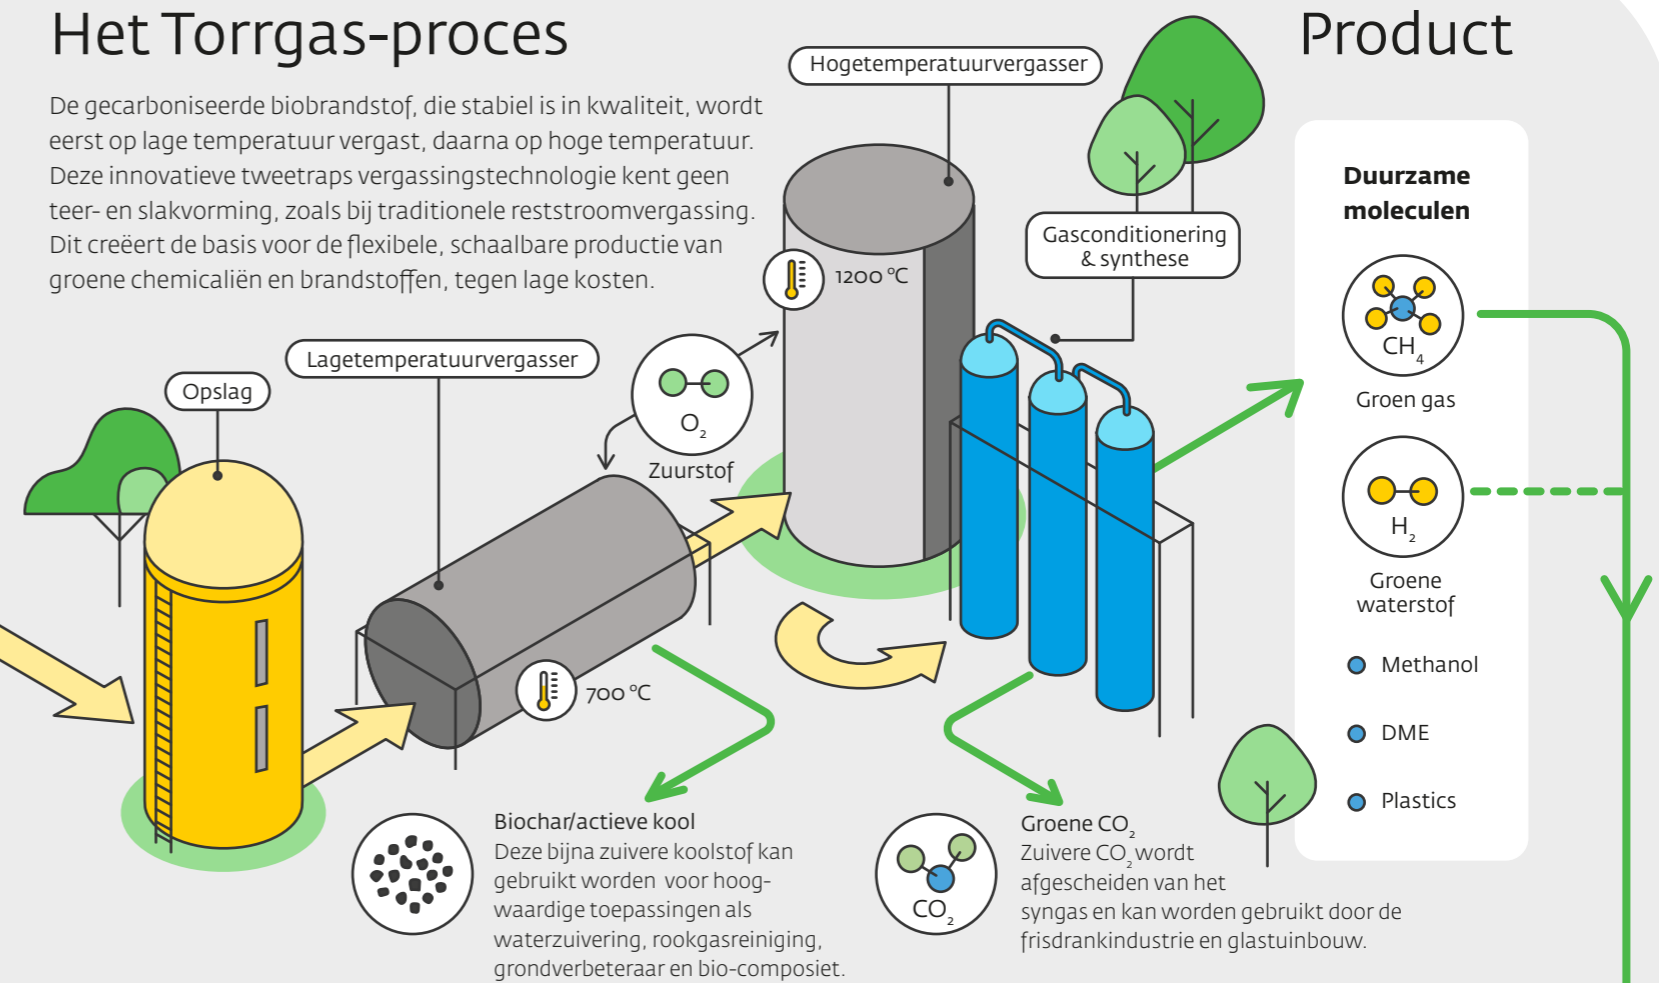 Het Torrgas-proces
De gecarboniseerde biobrandstof, die stabiel is in kwaliteit, wordt
eerst op lage temperatuur vergast, daarna op hoge temperatuur.
Deze innovatieve tweetraps vergassingstechnologie kent geen
teer- en slakvorming, zoals bij traditionele reststroomvergassing.
Dit creëert de basis voor de flexibele, schaalbare productie van
groene chemicaliën en brandstoffen, tegen lage kosten.
Opslag
Lagetemperatuurvergasser
700 °C
O₂
Zuurstof
Hogetemperatuurvergasser
1200 °C
Gasconditionering
& synthese
Biochar/actieve kool
Deze bijna zuivere koolstof kan
gebruikt worden voor hoog-
waardige toepassingen als
waterzuivering, rookgasreiniging,
grondverbeteraar en bio-composiet.
CO₂
Groene CO₂
Zuivere CO₂ wordt
afgescheiden van het
syngas en kan worden gebruikt door de
frisdrankindustrie en glastuinbouw.
Product
Duurzame
moleculen
CH₄
Groen gas
H₂
Groene
waterstof
Methanol
DME
Plastics